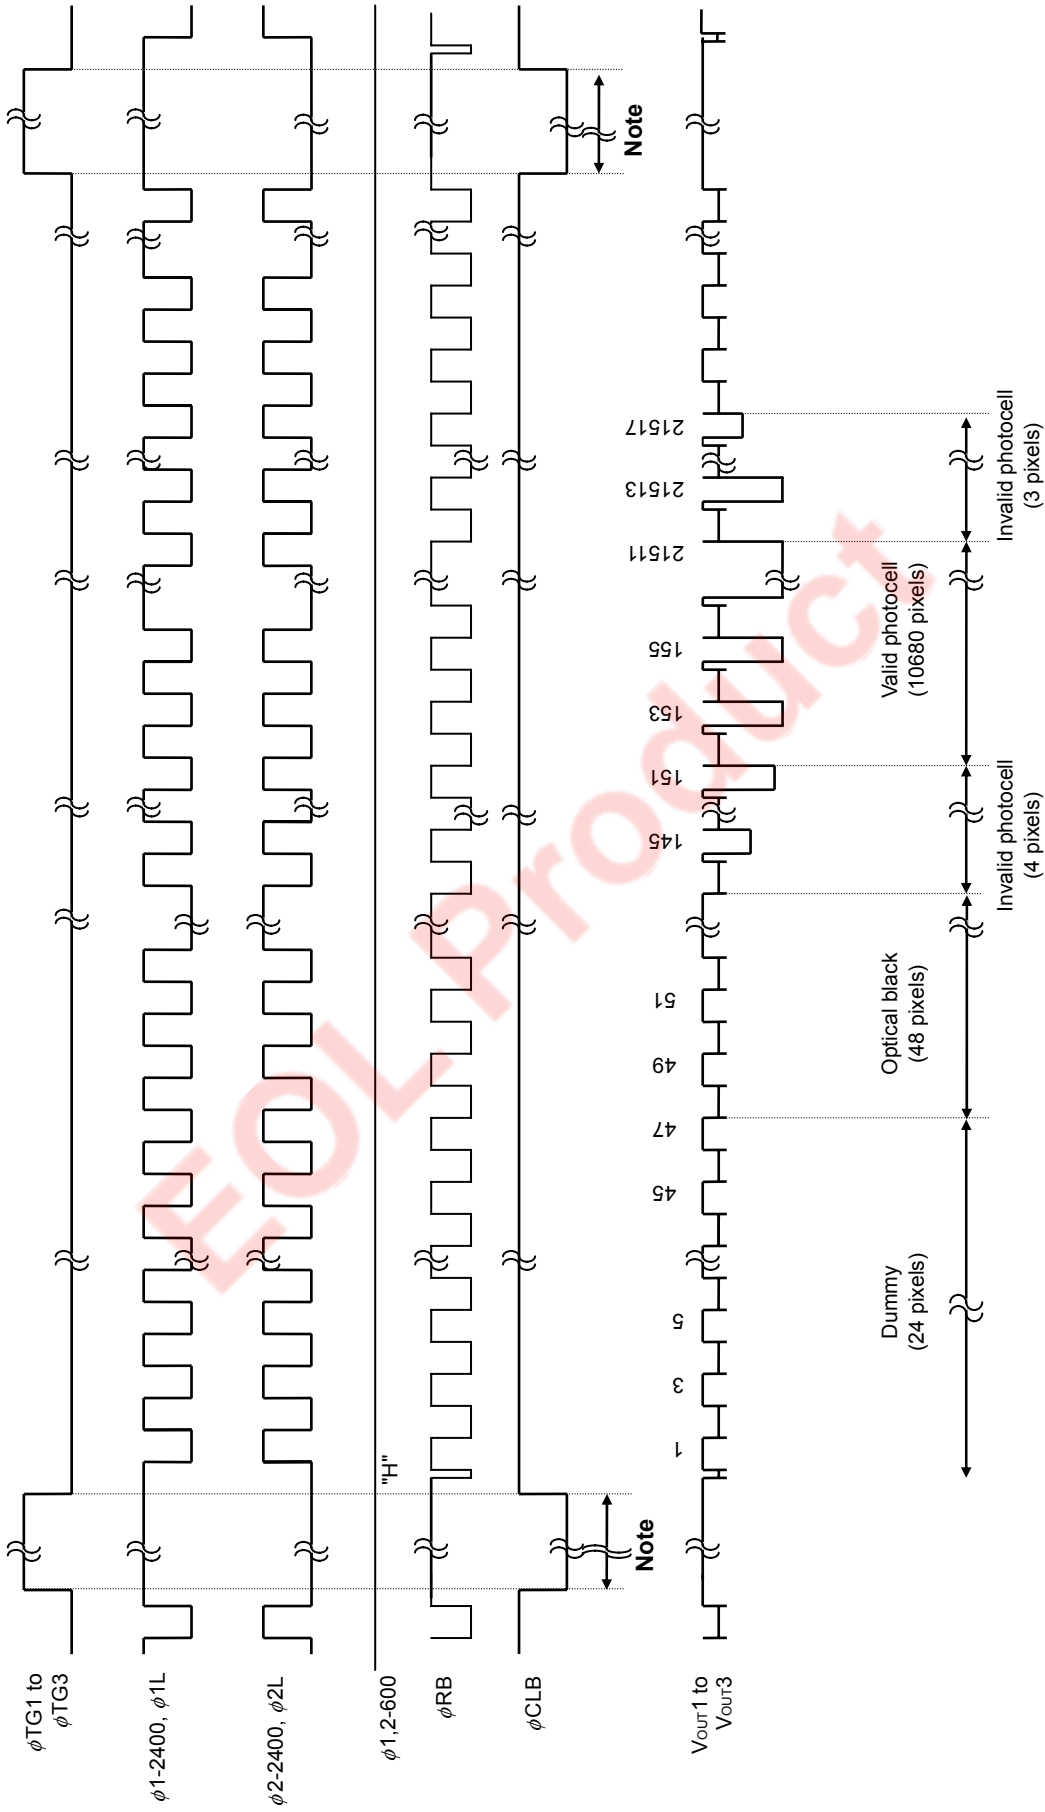 φTG1 to
φTG3
φ1-2400, φ1L
φ2-2400, φ2L
φ1,2-600
"H"
φRB
φCLB
Note
Note
VOUT1 to
VOUT3
1
3
5
45
47
49
51
145
151
153
155
21511
21513
21517
Dummy
(24 pixels)
Optical black
(48 pixels)
Invalid photocell
(4 pixels)
Valid photocell
(10680 pixels)
Invalid photocell
(3 pixels)
EOL Product